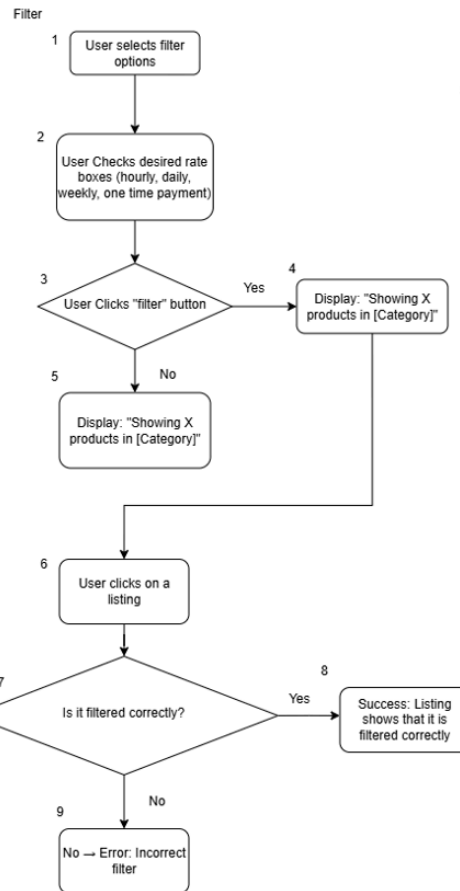 Filter
1
User selects filter
options
2
User Checks desired rate
boxes (hourly, daily,
weekly, one time payment)
3
User Clicks "filter" button
Yes
4
Display: "Showing X
products in [Category]"
No
5
Display: "Showing X
products in [Category]"
6
User clicks on a
listing
7
Is it filtered correctly?
Yes
8
Success: Listing
shows that it is
filtered correctly
No
9
No → Error: Incorrect
filter